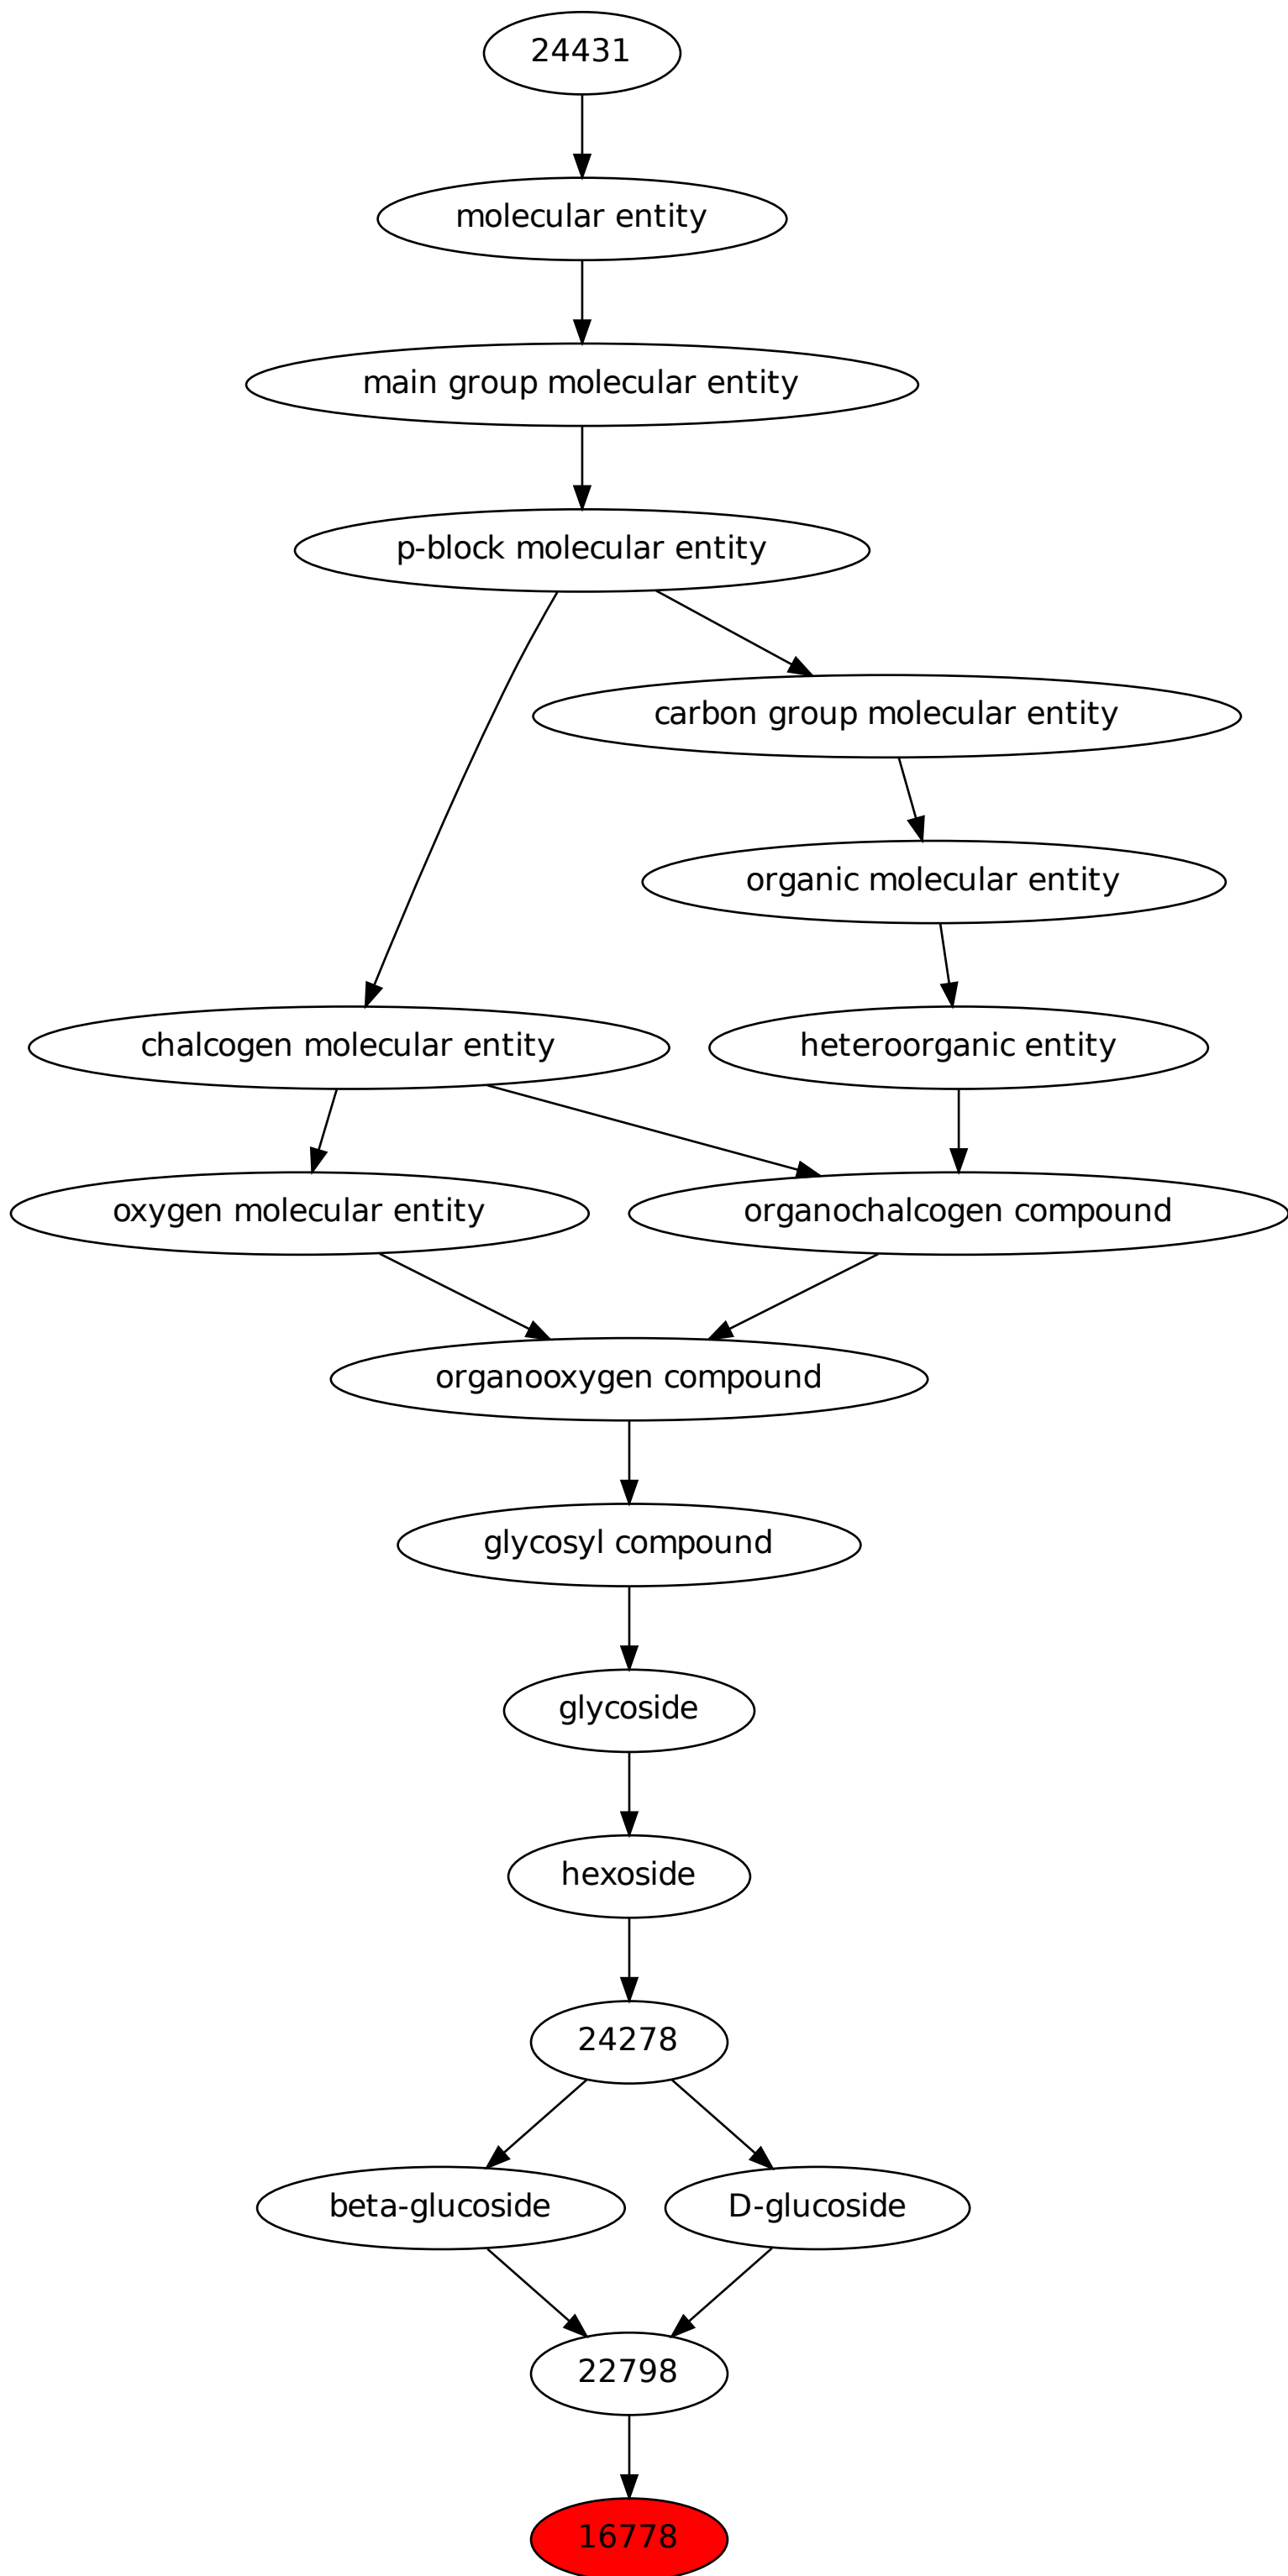 24431
molecular entity
main group molecular entity
p-block molecular entity
carbon group molecular entity
organic molecular entity
chalcogen molecular entity
heteroorganic entity
oxygen molecular entity
organochalcogen compound
organooxygen compound
glycosyl compound
glycoside
hexoside
24278
beta-glucoside
D-glucoside
22798
16778